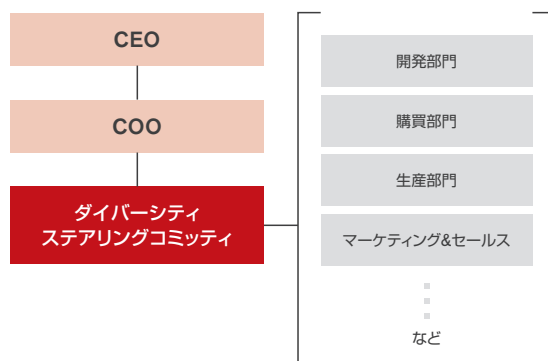 CEO
COO
ダイバーシティ
ステアリングコミッティ
開発部門
購買部門
生産部門
マーケティング&セールス
など